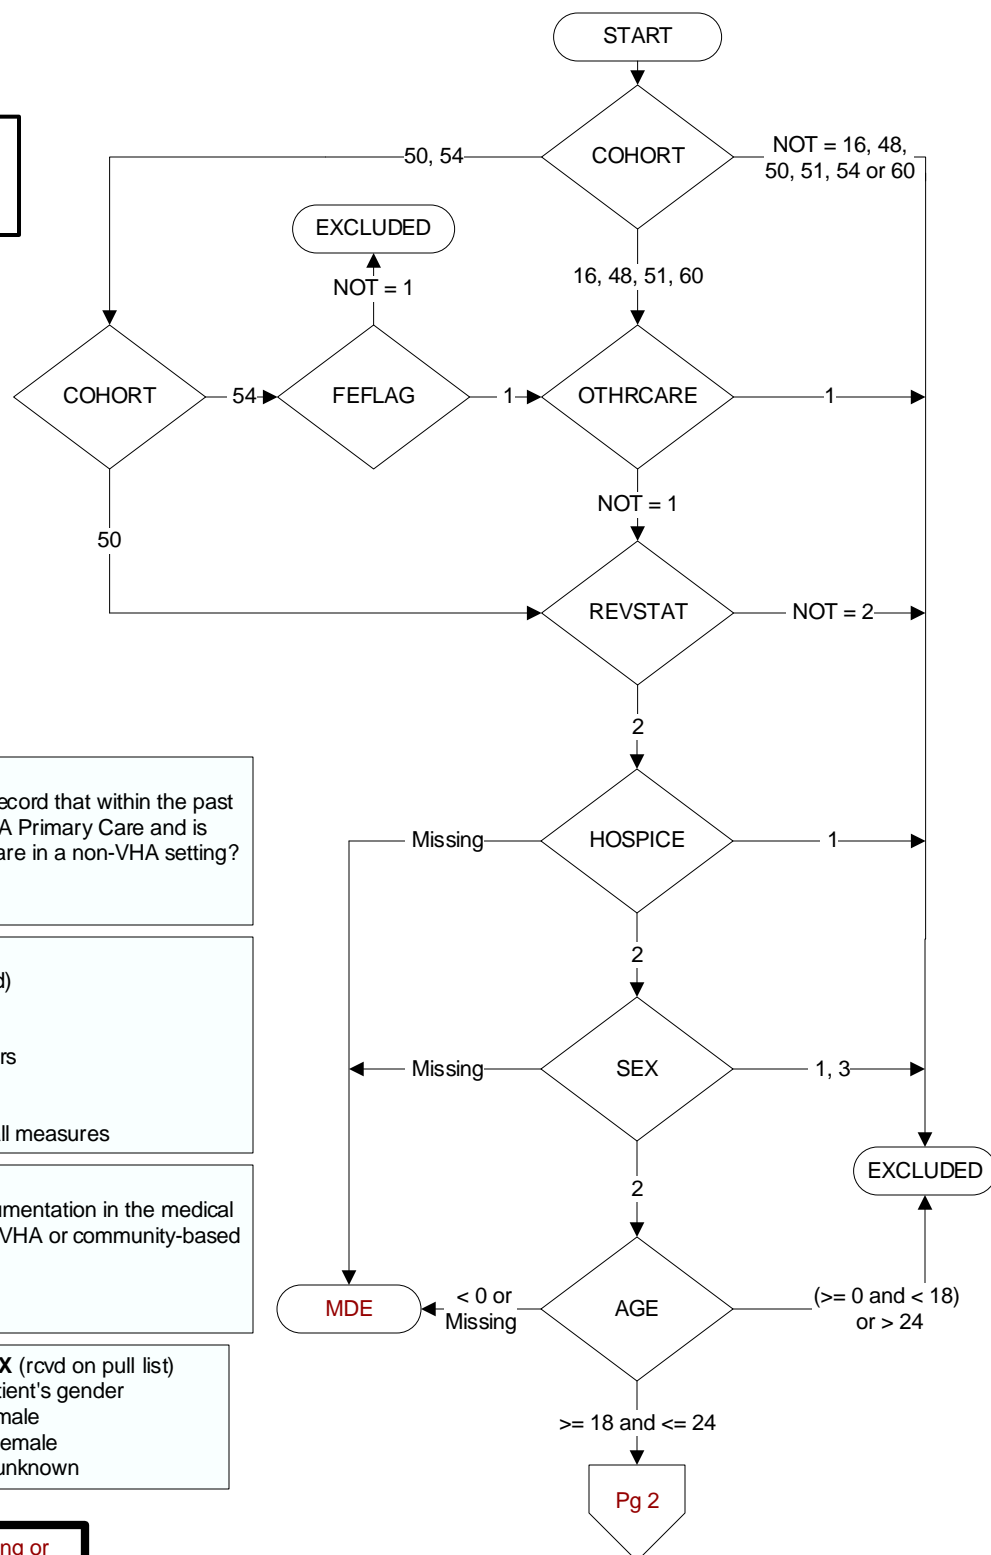 START
COHORT
50, 54
NOT = 16, 48,
50, 51, 54 or 60
EXCLUDED
NOT = 1
16, 48, 51, 60
COHORT
54
FEFLAG
1
OTHRCARE
1
NOT = 1
50
REVSTAT
NOT = 2
2
ecord that within the past
A Primary Care and is
are in a non-VHA setting?
Missing
HOSPICE
1
2
d)
rs
ll measures
Missing
SEX
1, 3
EXCLUDED
2
umentation in the medical
VHA or community-based
MDE
< 0 or
Missing
AGE
(>= 0 and < 18)
or > 24
X (rcvd on pull list)
tient's gender
male
emale
unknown
>= 18 and <= 24
Pg 2
ng or